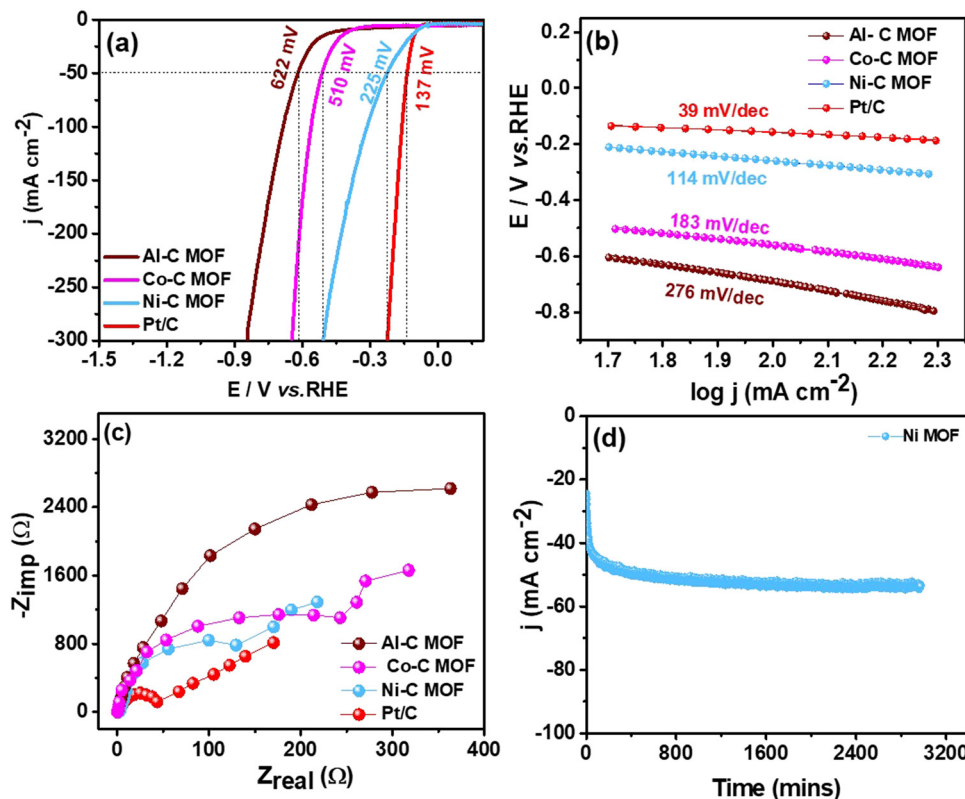 (a)
622 mV
510 mV
225 mV
137 mV
0
-50
-100
-150
-200
-250
-300
j (mA cm-2)
Al-C MOF
Co-C MOF
Ni-C MOF
Pt/C
-1.5
-1.2
-0.9
-0.6
-0.3
0.0
E / V vs.RHE
(b)
Al- C MOF
Co-C MOF
Ni-C MOF
Pt/C
0.2
0.0
-0.2
-0.4
-0.6
-0.8
E / V vs.RHE
39 mV/dec
114 mV/dec
183 mV/dec
276 mV/dec
1.7
1.8
1.9
2.0
2.1
2.2
2.3
log j (mA cm-2)
(c)
3200
2400
1600
800
0
-Zimp (Ω)
Al-C MOF
Co-C MOF
Ni-C MOF
Pt/C
0
100
200
300
400
Zreal (Ω)
(d)
Ni MOF
0
-20
-40
-60
-80
-100
j (mA cm-2)
0
800
1600
2400
3200
Time (mins)